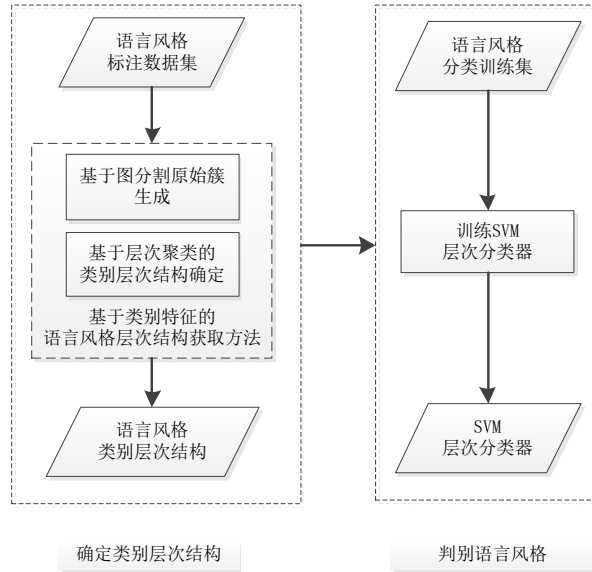 语言风格
标注数据集
基于图分割原始簇
生成
基于层次聚类的
类别层次结构确定
基于类别特征的
语言风格层次结构获取方法
语言风格
类别层次结构
确定类别层次结构
语言风格
分类训练集
训练SVM
层次分类器
SVM
层次分类器
判别语言风格